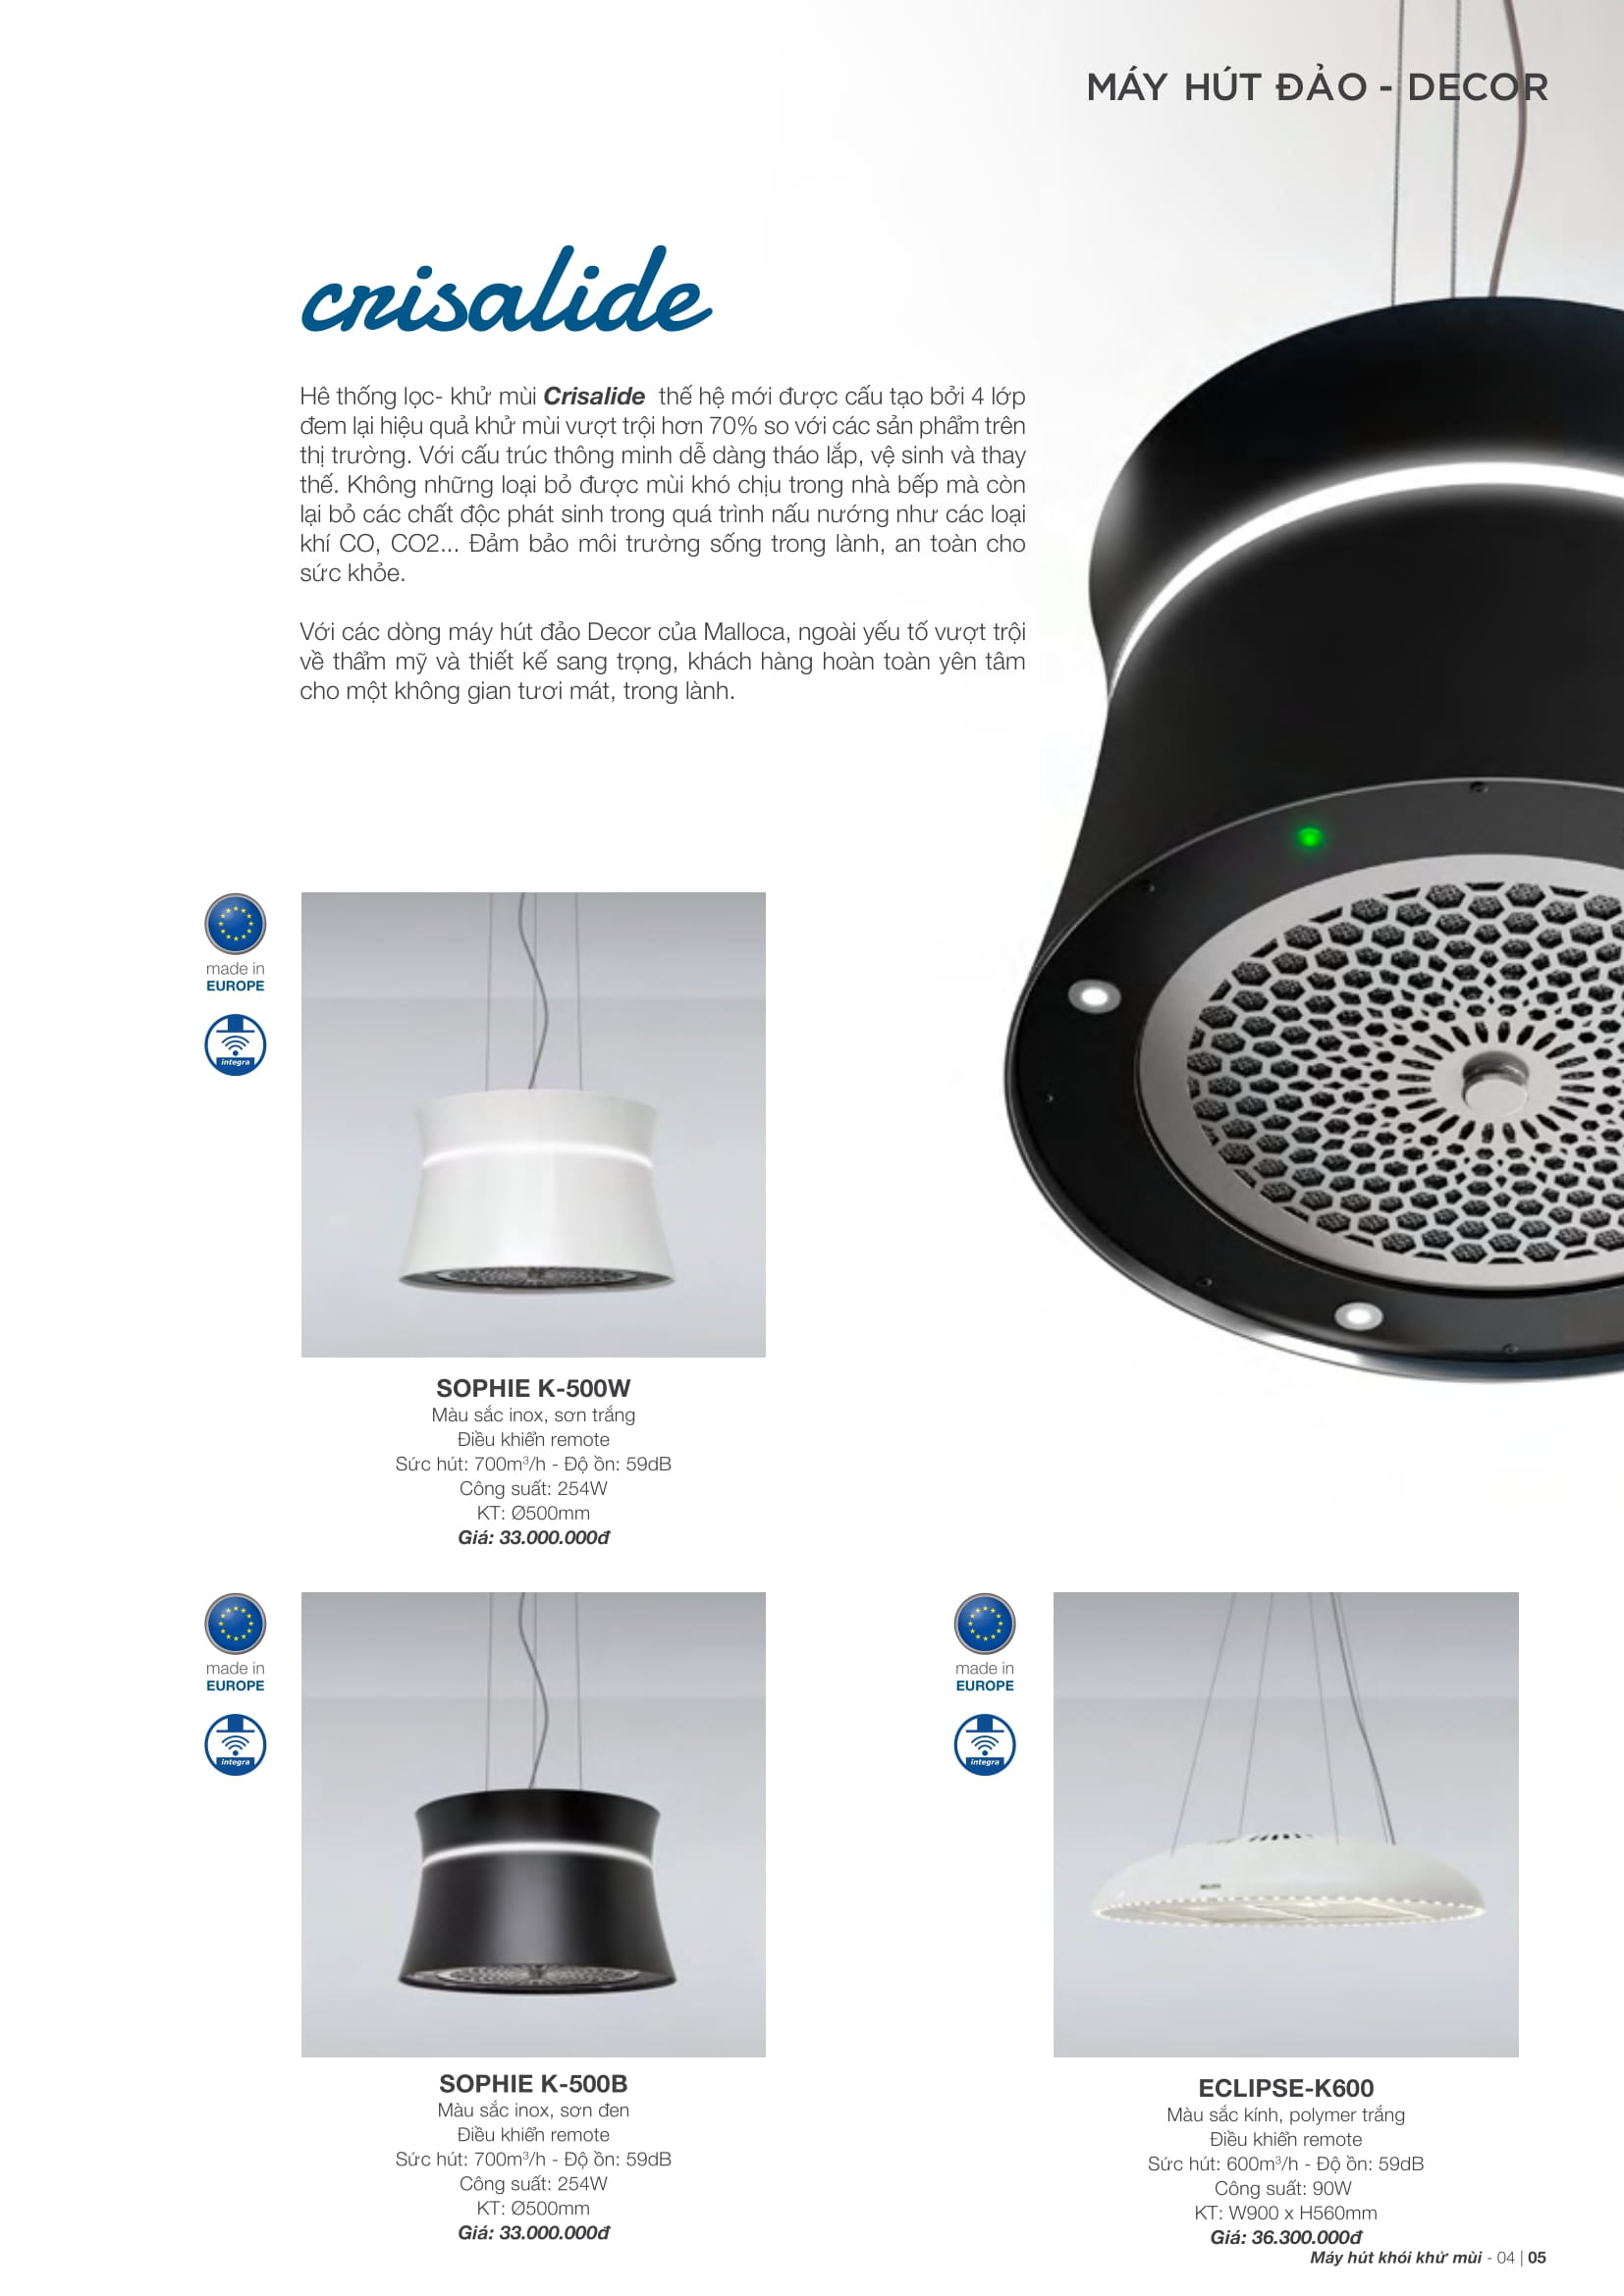 MÁY HÚT ĐẢO - DECOR
crisalide
Hê thống lọc- khử mùi Crisalide thế hệ mới được cấu tạo bởi 4 lớp
đem lại hiệu quả khử mùi vượt trội hơn 70% so với các sản phẩm trên
thị trường. Với cấu trúc thông minh dễ dàng tháo lắp, vệ sinh và thay
thế. Không những loại bỏ được mùi khó chịu trong nhà bếp mà còn
lại bỏ các chất độc phát sinh trong quá trình nấu nướng như các loại
khí CO, CO2... Đảm bảo môi trường sống trong lành, an toàn cho
sức khỏe.
Với các dòng máy hút đảo Decor của Malloca, ngoài yếu tố vượt trội
về thẩm mỹ và thiết kế sang trọng, khách hàng hoàn toàn yên tâm
cho một không gian tươi mát, trong lành.
made in
EUROPE
integra
SOPHIE K-500W
Màu sắc inox, sơn trắng
Điều khiển remote
Sức hút: 700m³/h - Độ ồn: 59dB
Công suất: 254W
KT: Ø500mm
Giá: 33.000.000đ
made in
EUROPE
integra
SOPHIE K-500B
Màu sắc inox, sơn đen
Điều khiển remote
Sức hút: 700m³/h - Độ ồn: 59dB
Công suất: 254W
KT: Ø500mm
Giá: 33.000.000đ
made in
EUROPE
integra
ECLIPSE-K600
Màu sắc kính, polymer trắng
Điều khiển remote
Sức hút: 600m³/h - Độ ồn: 59dB
Công suất: 90W
KT: W900 x H560mm
Giá: 36.300.000đ
Máy hút khói khử mùi - 04 | 05